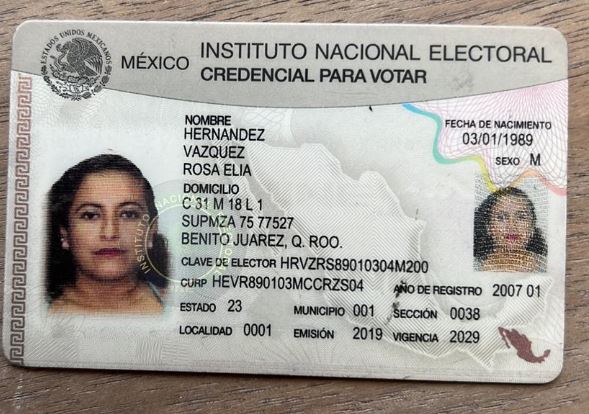 ESTADOS UNIDOS MEXICANOS
MÉXICO INSTITUTO NACIONAL ELECTORAL
CREDENCIAL PARA VOTAR
NOMBRE
HERNANDEZ
VAZQUEZ
ROSA ELIA
FECHA DE NACIMIENTO
03/01/1989
SEXO M
DOMICILIO
C 31 M 18 L 1
SUPMZA 75 77527
BENITO JUAREZ, Q. ROO.
CLAVE DE ELECTOR HRVZRS89010304M200
CURP HEVR890103MCCRZS04 AÑO DE REGISTRO 2007 01
ESTADO 23 MUNICIPIO 001 SECCIÓN 0038
LOCALIDAD 0001 EMISIÓN 2019 VIGENCIA 2029